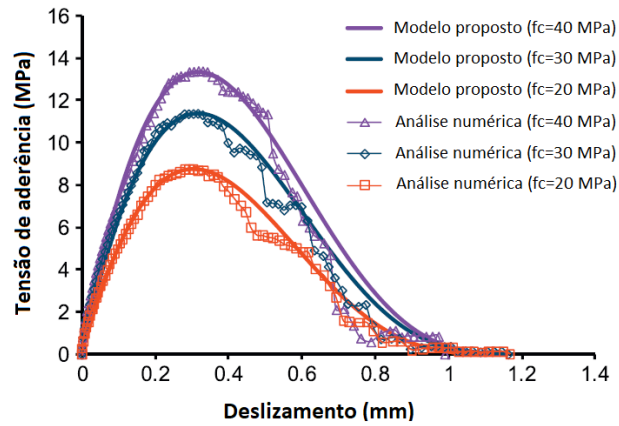 16
14
12
10
8
6
4
2
0
Tensão de aderência (MPa)
Modelo proposto (fc=40 MPa)
Modelo proposto (fc=30 MPa)
Modelo proposto (fc=20 MPa)
Análise numérica (fc=40 MPa)
Análise numérica (fc=30 MPa)
Análise numérica (fc=20 MPa)
0 0.2 0.4 0.6 0.8 1 1.2 1.4
Deslizamento (mm)